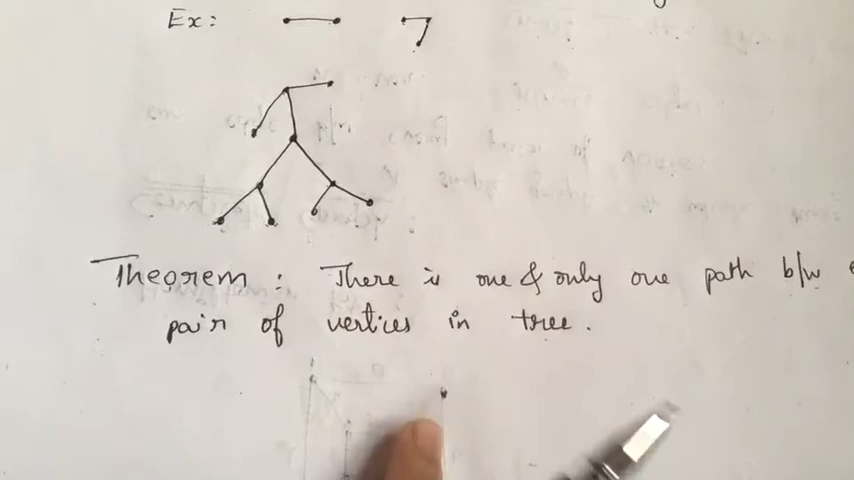 Ex:
Theorem : There is one & only one path b/w
pair of vertices in tree.